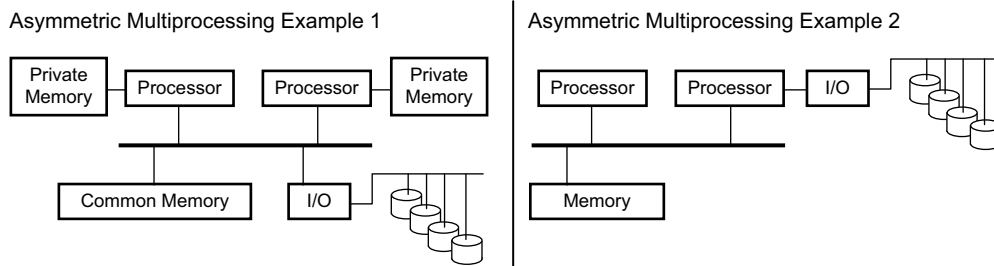 Asymmetric Multiprocessing Example 1
Private
Memory
Processor
Processor
Private
Memory
Common Memory
I/O
Asymmetric Multiprocessing Example 2
Processor
Processor
I/O
Memory